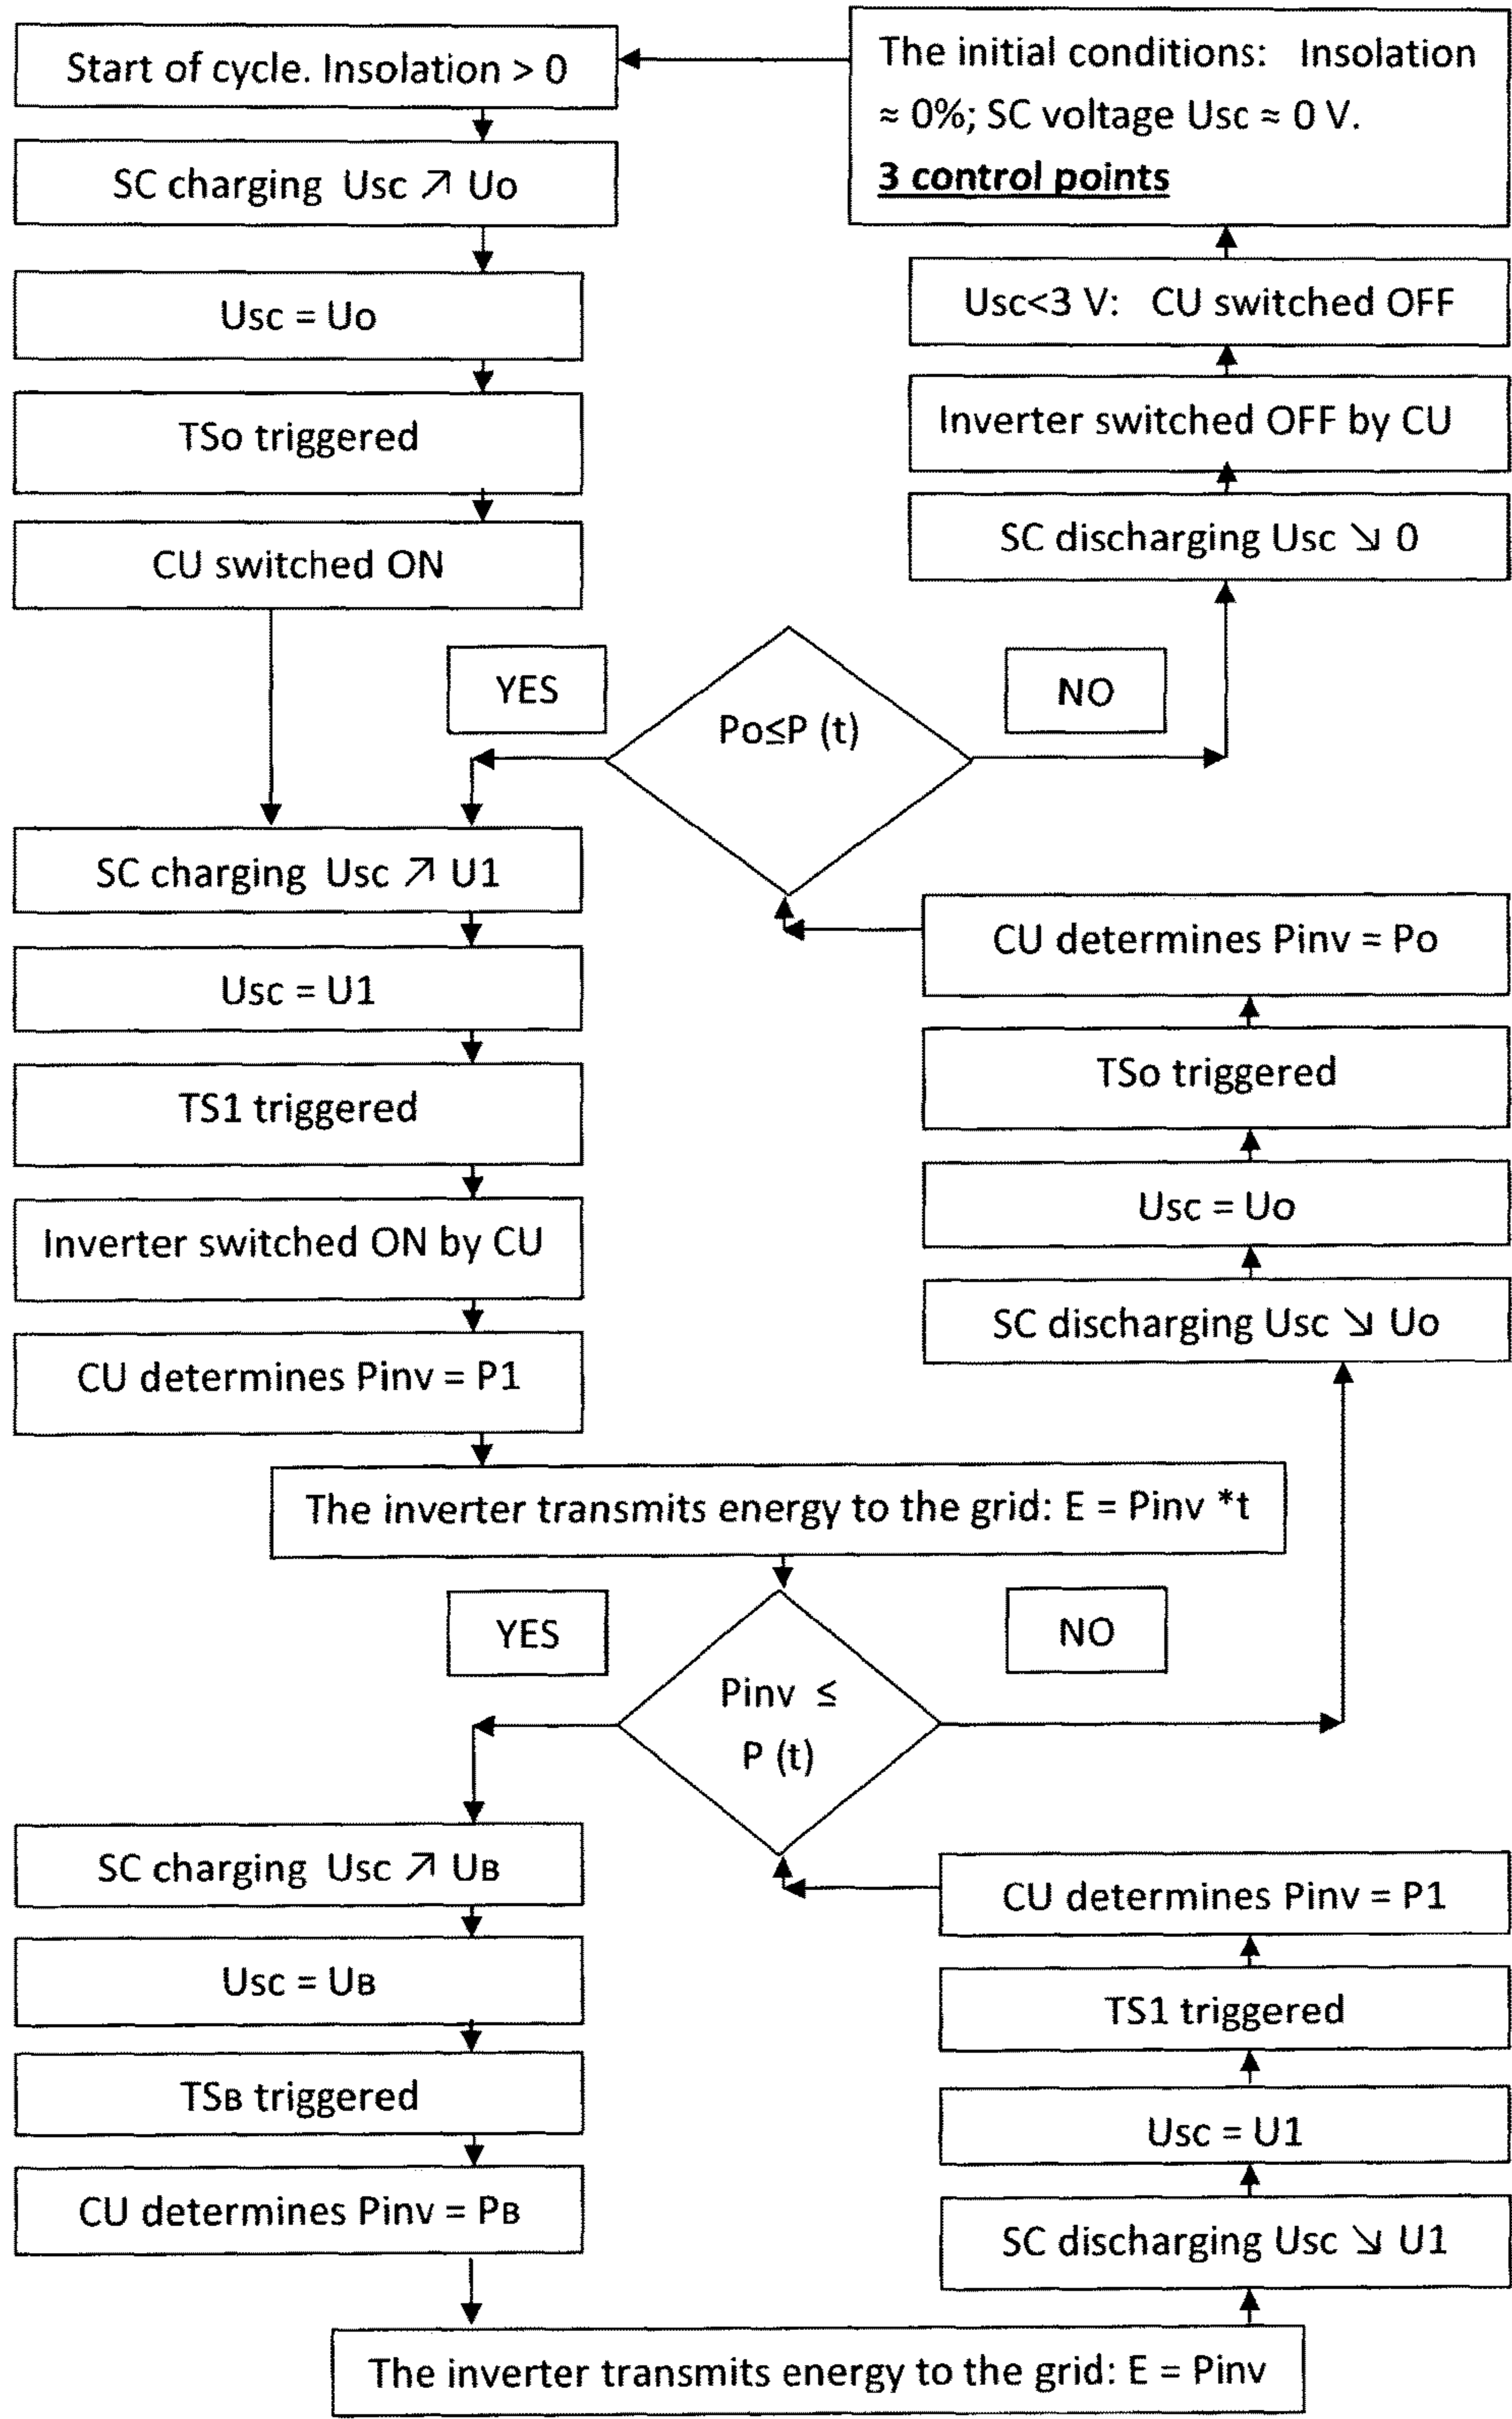 Start of cycle. Insolation > 0
The initial conditions: Insolation
≈ 0%; SC voltage Usc ≈ 0 V.
3 control points
SC charging Usc ↗ Uo
Usc = Uo
TSo triggered
CU switched ON
Usc<3 V: CU switched OFF
Inverter switched OFF by CU
SC discharging Usc ↘ 0
YES
Po≤P (t)
NO
SC charging Usc ↗ U1
Usc = U1
TS1 triggered
Inverter switched ON by CU
CU determines Pinv = P1
CU determines Pinv = Po
TSo triggered
Usc = Uo
SC discharging Usc ↘ Uo
The inverter transmits energy to the grid: E = Pinv *t
YES
Pinv ≤
P (t)
NO
SC charging Usc ↗ UB
Usc = UB
TSB triggered
CU determines Pinv = PB
CU determines Pinv = P1
TS1 triggered
Usc = U1
SC discharging Usc ↘ U1
The inverter transmits energy to the grid: E = Pinv